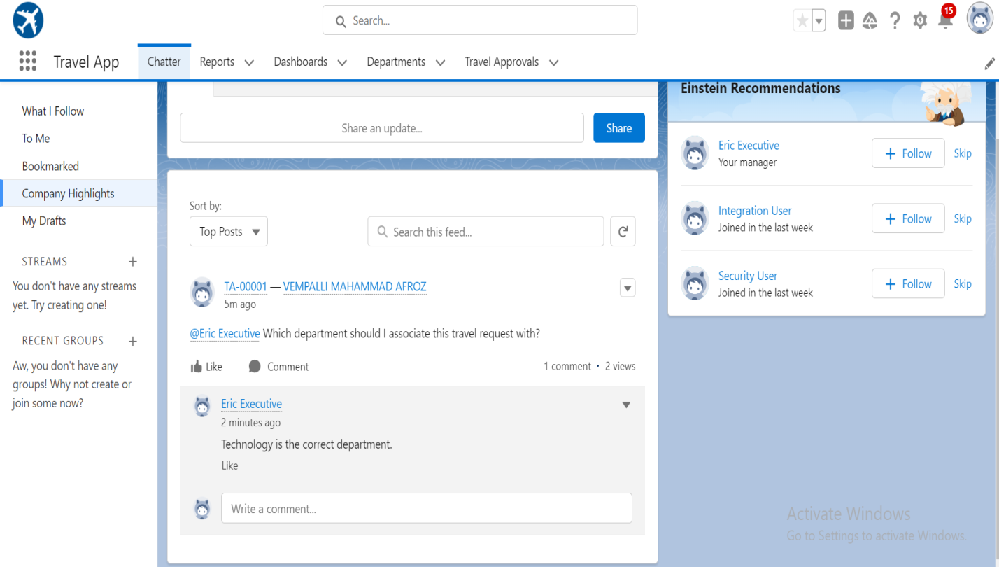 Search...
15
Travel App
Chatter
Reports
Dashboards
Departments
Travel Approvals
What I Follow
To Me
Bookmarked
Company Highlights
My Drafts
STREAMS
You don't have any streams
yet. Try creating one!
RECENT GROUPS
Aw, you don't have any
groups! Why not create or
join some now?
Share an update...
Share
Sort by:
Top Posts
Search this feed...
TA-00001 — VEMPALLI MAHAMMAD AFROZ
5m ago
@Eric Executive Which department should I associate this travel request with?
Like
Comment
1 comment · 2 views
Eric Executive
2 minutes ago
Technology is the correct department.
Like
Write a comment...
Einstein Recommendations
Eric Executive
Your manager
+ Follow
Skip
Integration User
Joined in the last week
+ Follow
Skip
Security User
Joined in the last week
+ Follow
Skip
Activate Windows
Go to Settings to activate Windows.